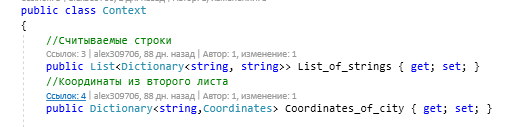 public class Context
{
//Считываемые строки
Ссылок: 3 | alex309706, 88 дн. назад | Автор: 1, изменение: 1
public List<Dictionary<string, string>> List_of_strings { get; set; }
//Координаты из второго листа
Ссылок: 4 | alex309706, 88 дн. назад | Автор: 1, изменение: 1
public Dictionary<string,Coordinates> Coordinates_of_city { get; set; }